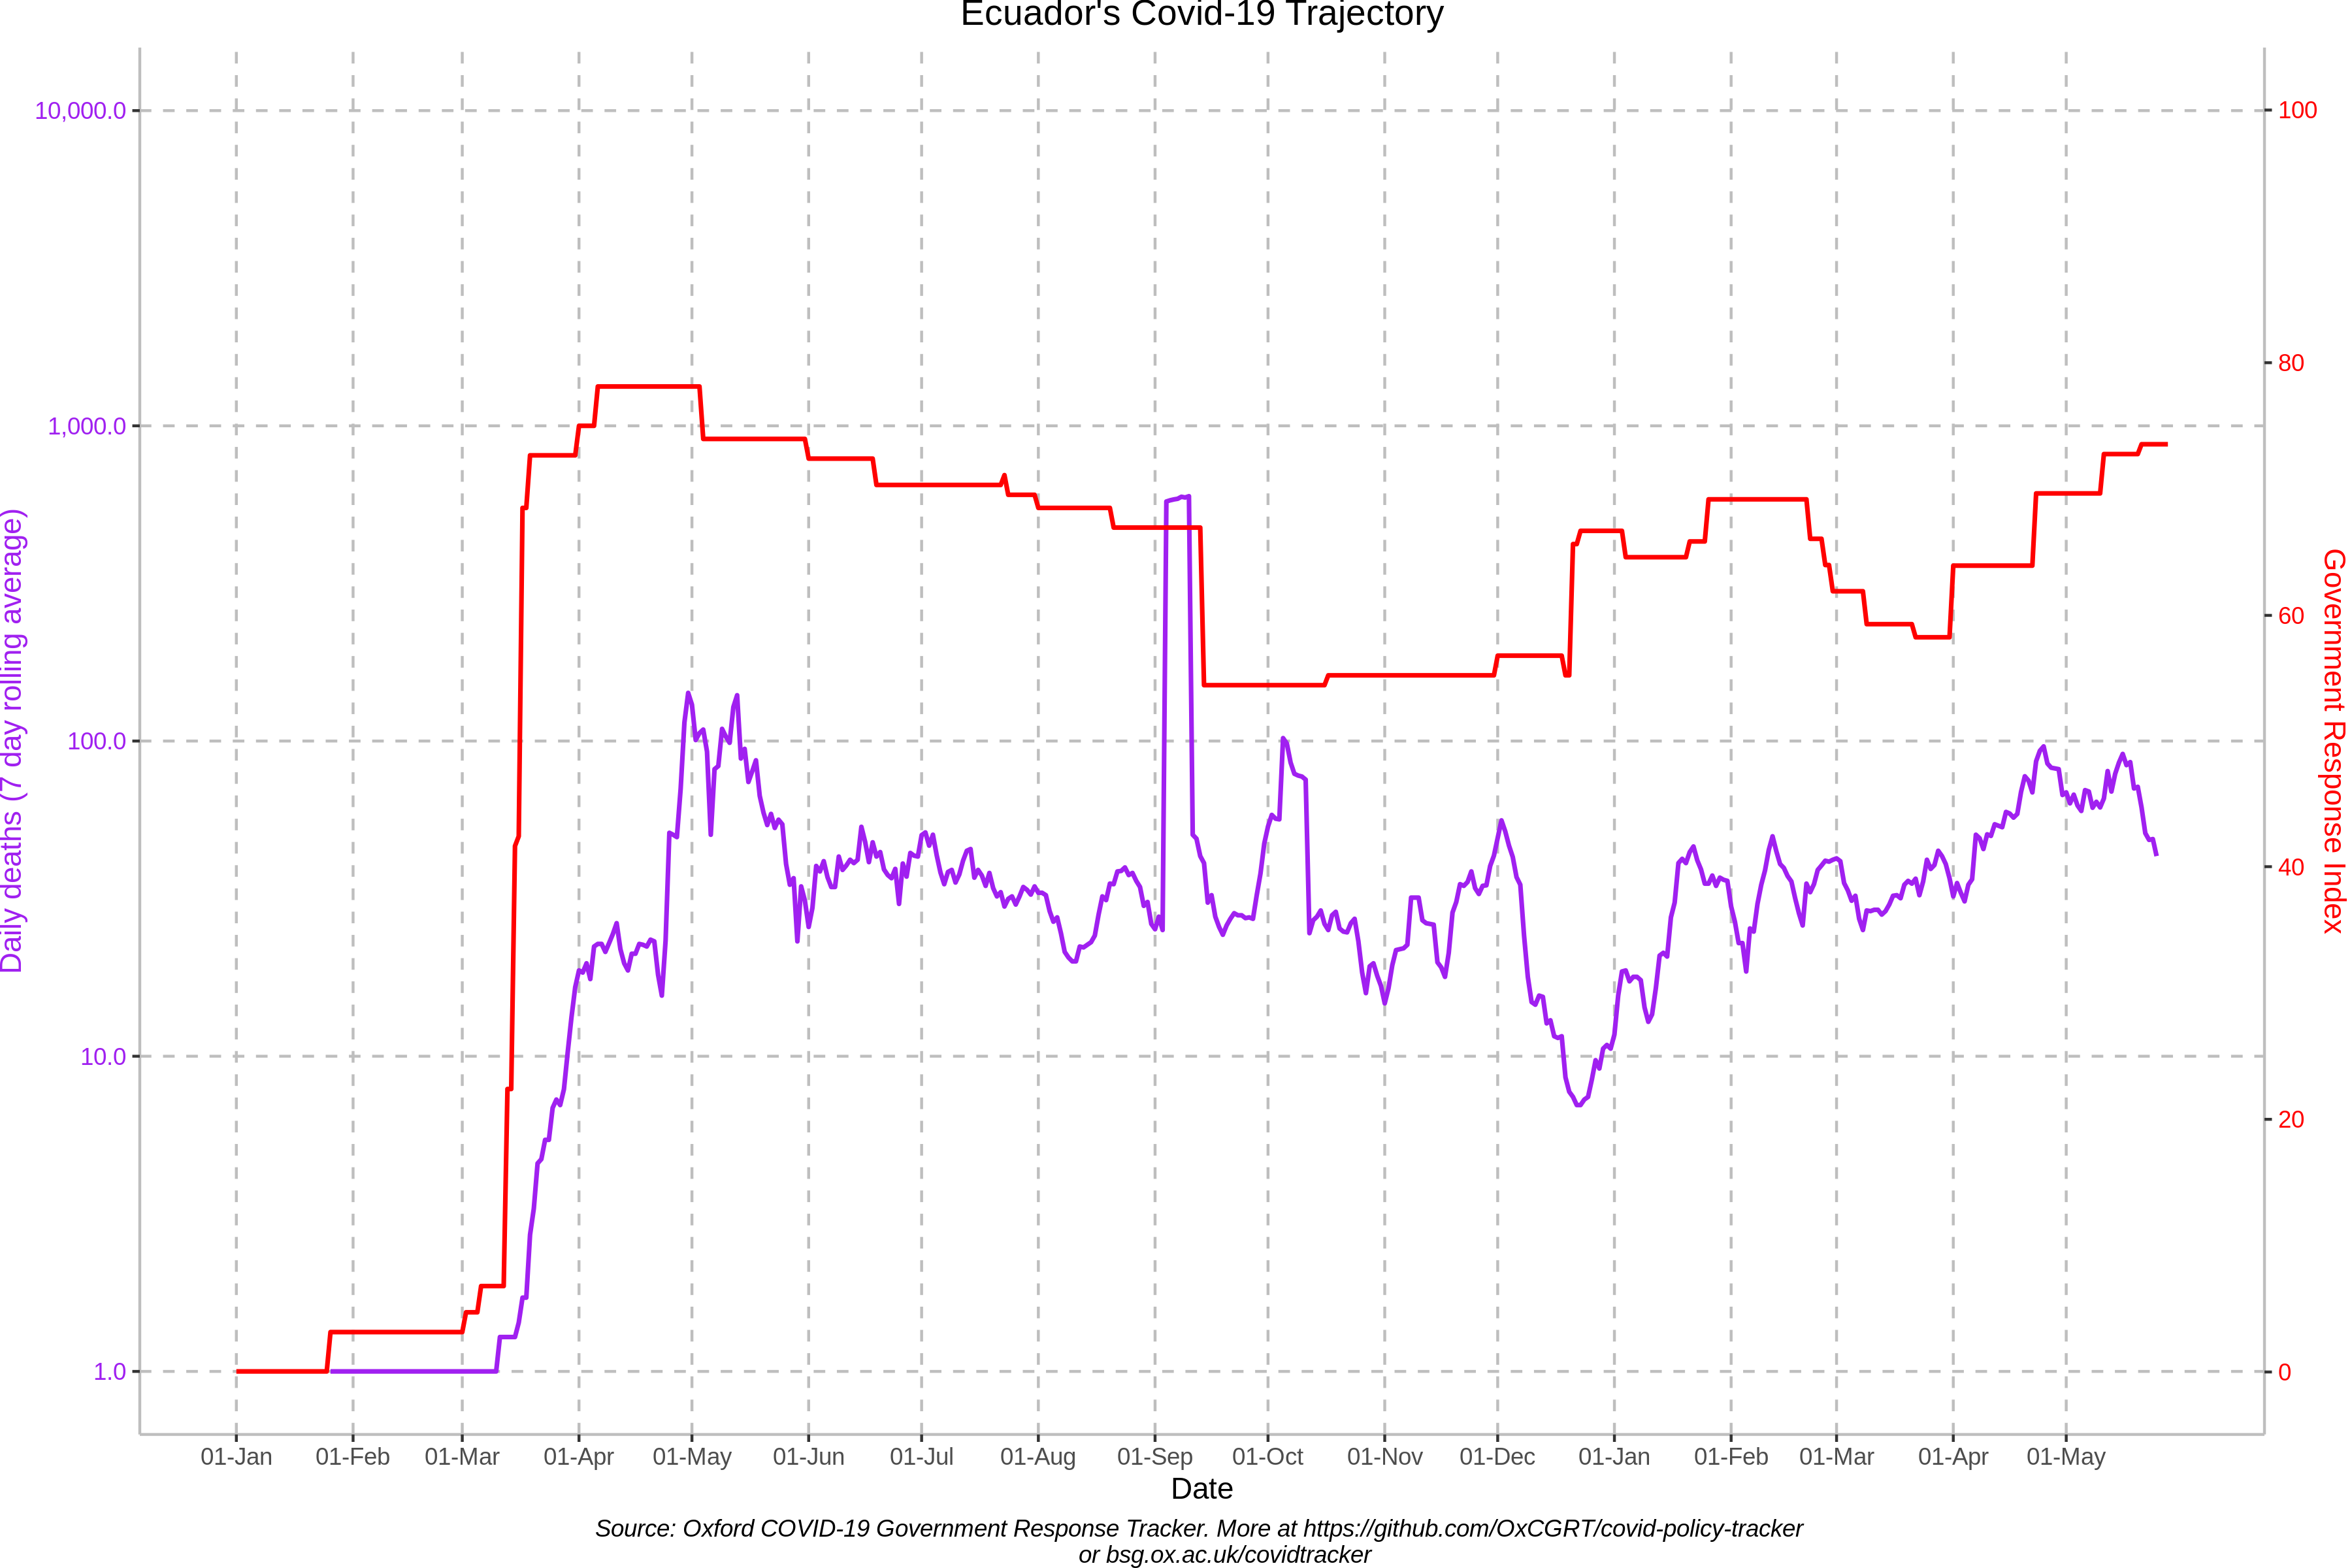 Ecuador's Covid-19 Trajectory
10,000.0
1,000.0
100.0
10.0
1.0
Daily deaths (7 day rolling average)
100
80
60
40
20
0
Government Response Index
01-Jan 01-Feb 01-Mar 01-Apr 01-May 01-Jun 01-Jul 01-Aug 01-Sep 01-Oct 01-Nov 01-Dec 01-Jan 01-Feb 01-Mar 01-Apr 01-May
Date
Source: Oxford COVID-19 Government Response Tracker. More at https://github.com/OxCGRT/covid-policy-tracker
or bsg.ox.ac.uk/covidtracker